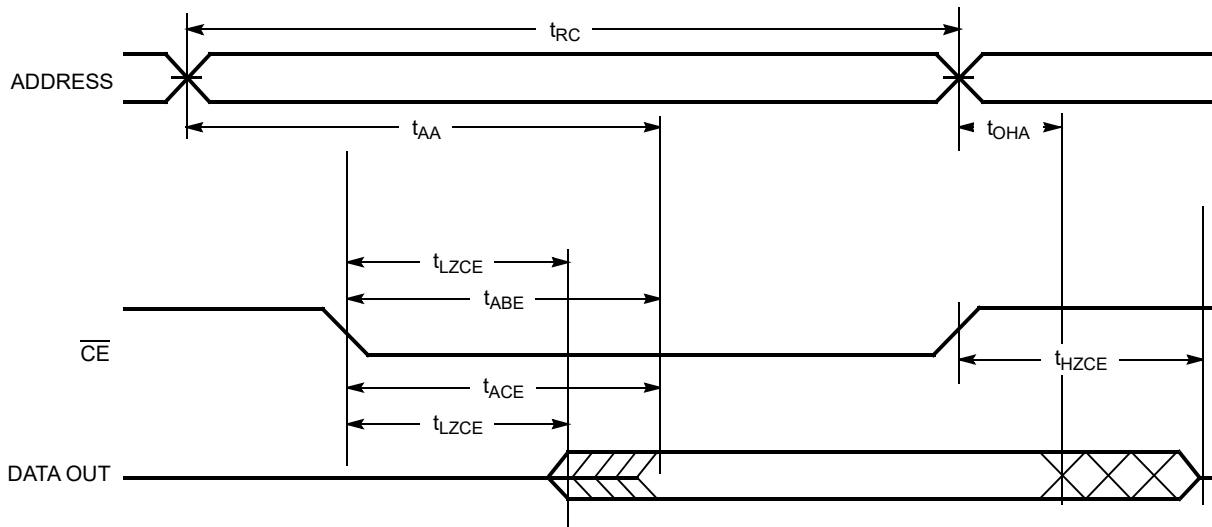 tRC
ADDRESS
tAA
tOHA
tLZCE
tABE
CE
tHZCE
tACE
tLZCE
DATA OUT